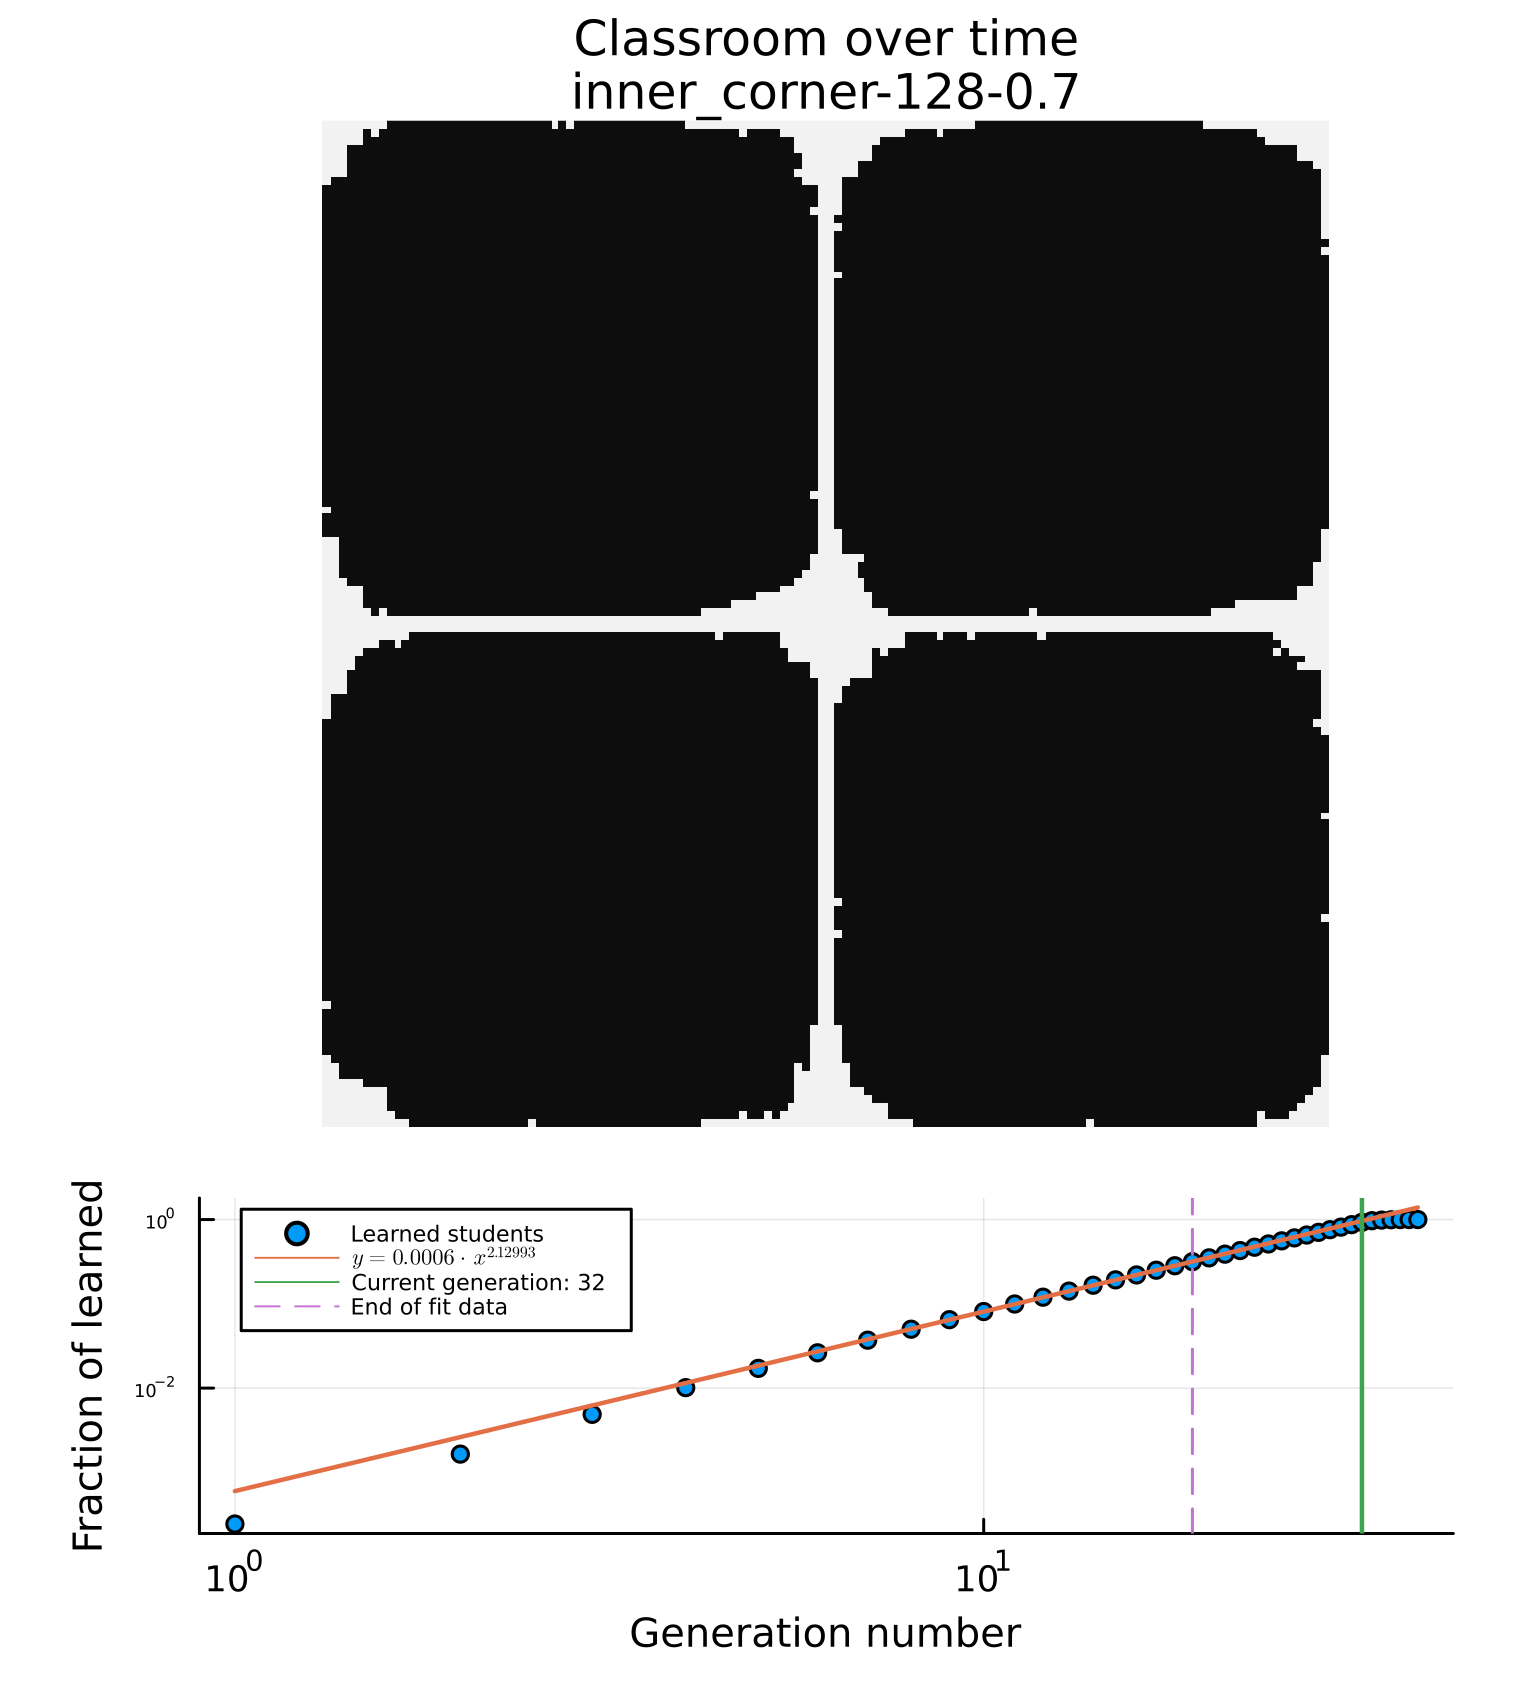 Classroom over time
inner_corner-128-0.7
Fraction of learned
10⁰
10⁻²
Learned students
y = 0.0006 · x^2.12993
Current generation: 32
End of fit data
10⁰
10¹
Generation number